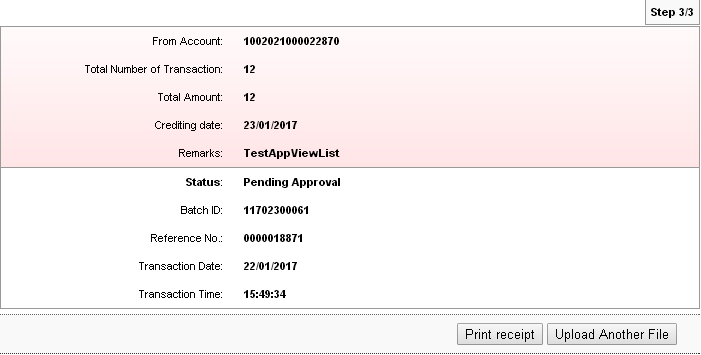 Step 3/3
From Account: 1002021000022870
Total Number of Transaction: 12
Total Amount: 12
Crediting date: 23/01/2017
Remarks: TestAppViewList
Status: Pending Approval
Batch ID: 11702300061
Reference No.: 0000018871
Transaction Date: 22/01/2017
Transaction Time: 15:49:34
Print receipt Upload Another File